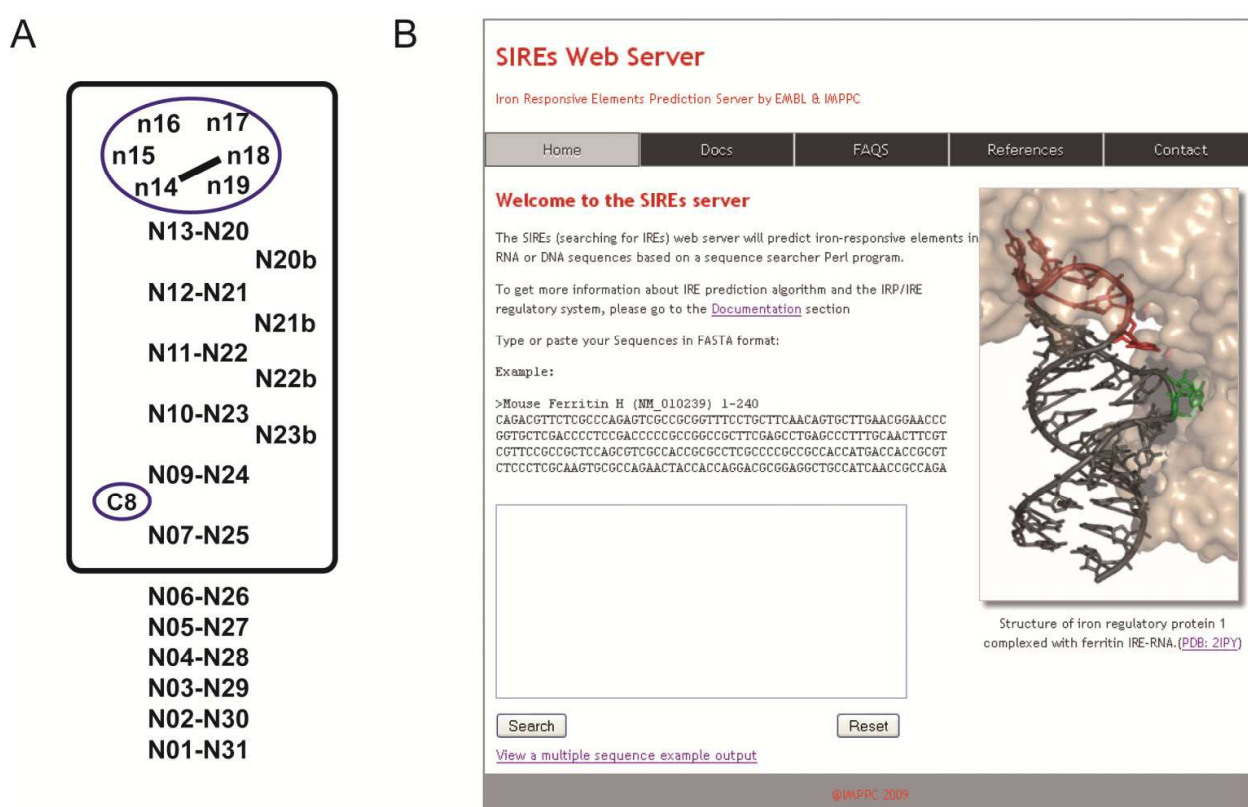 A
n16 n17
n15 n18
n14 n19
N13-N20
N20b
N12-N21
N21b
N11-N22
N22b
N10-N23
N23b
N09-N24
C8
N07-N25
N06-N26
N05-N27
N04-N28
N03-N29
N02-N30
N01-N31
B
SIREs Web Server
Iron Responsive Elements Prediction Server by EMBL & IMPPC
Home Docs FAQS References Contact
Welcome to the SIREs server
The SIREs (searching for IREs) web server will predict iron-responsive elements in
RNA or DNA sequences based on a sequence searcher Perl program.
To get more information about IRE prediction algorithm and the IRP/IRE
regulatory system, please go to the Documentation section
Type or paste your Sequences in FASTA format:
Example:
>Mouse Ferritin H (NM_010239) 1-240
CAGACGTTCTCGCCCAGAGTCGCCGCGGTTTCCTGCTTCAACAGTGCTTGAACGGAACCC
GGTGCTCGACCCCTCCGACCCCCGCCGGCCGCTTCGAGCCTGAGCCCTTTGCAACTTCGT
CGTTCCGCCGCTCCAGCGTCGCCACCGCGCCTCGCCCCGCCGCCACCATGACCACCGCGT
CTCCCTCGCAAGTGCGCCAGAACTACCACCAGGACGCGGAGGCTGCCATCAACCGCCAGA
Search Reset
View a multiple sequence example output
Structure of iron regulatory protein 1
complexed with ferritin IRE-RNA.(PDB: 2IPY)
@IMPPC 2009